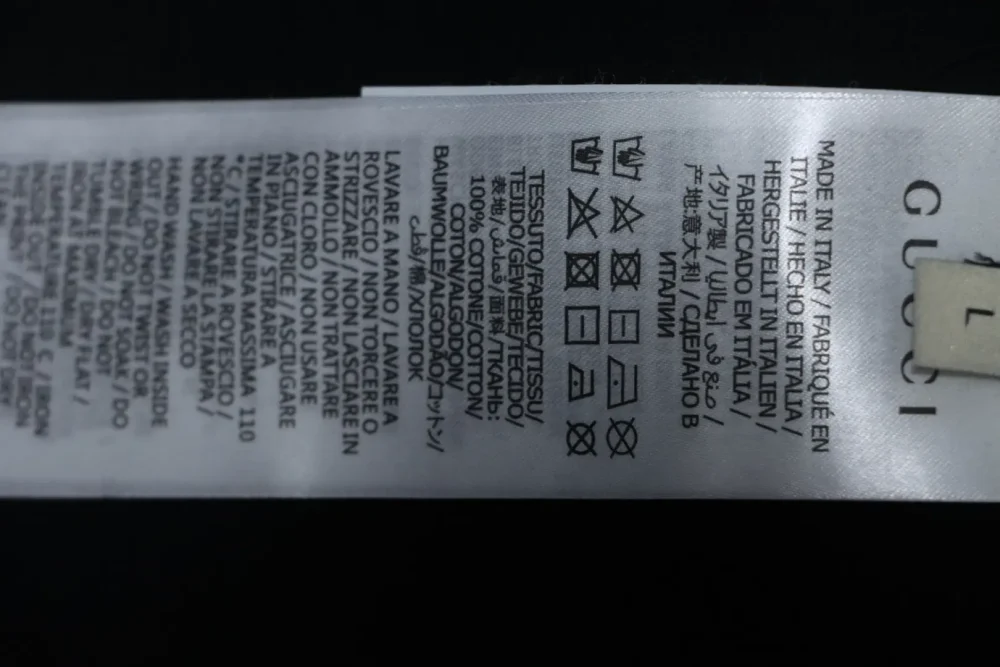 GUCCI
L
MADE IN ITALY / FABRIQUÉ EN
ITALIE / HECHO EN ITALIA /
HERGESTELLT IN ITALIEN /
FABRICADO EM ITÁLIA /
イタリア製 / صنع في إيطاليا /
产地:意大利 / СДЕЛАНО В
ИТАЛИИ
TESSUTO/FABRIC/TISSU/
TEJIDO/GEWEBE/TECIDO/
表地/قماش/面料/ТКАНЬ:
100% COTONE/COTTON/
COTON/ALGODON/
BAUMWOLLE/ALGODÃO/コットン/
قطن/棉/ХЛОПОК
LAVARE A MANO / LAVARE A
ROVESCIO / NON TORCERE O
STRIZZARE / NON LASCIARE IN
AMMOLLO / NON TRATTARE
CON CLORO / NON USARE
ASCIUGATRICE / ASCIUGARE
IN PIANO / STIRARE A
TEMPERATURA MASSIMA 110
°C / STIRARE A ROVESCIO /
NON STIRARE LA STAMPA /
NON LAVARE A SECCO
HAND WASH / WASH INSIDE
OUT / DO NOT TWIST OR
WRING / DO NOT SOAK / DO
NOT BLEACH / DO NOT
TUMBLE DRY / DRY FLAT /
IRON AT A MAXIMUM
TEMPERATURE 110 °C / IRON
INSIDE OUT / DO NOT IRON
THE PRINT / DO NOT DRY
CLEAN